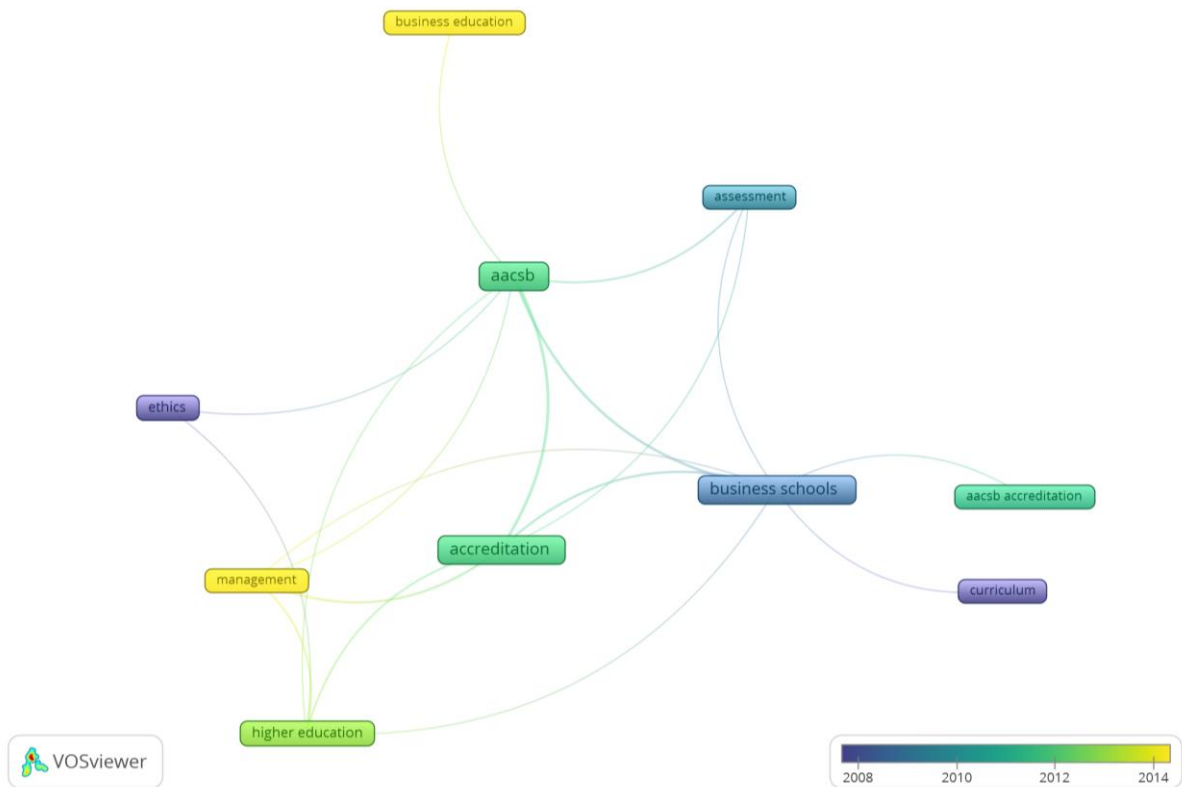 business education
assessment
aacsb
ethics
business schools
aacsb accreditation
accreditation
management
curriculum
higher education
VOSviewer
2008
2010
2012
2014